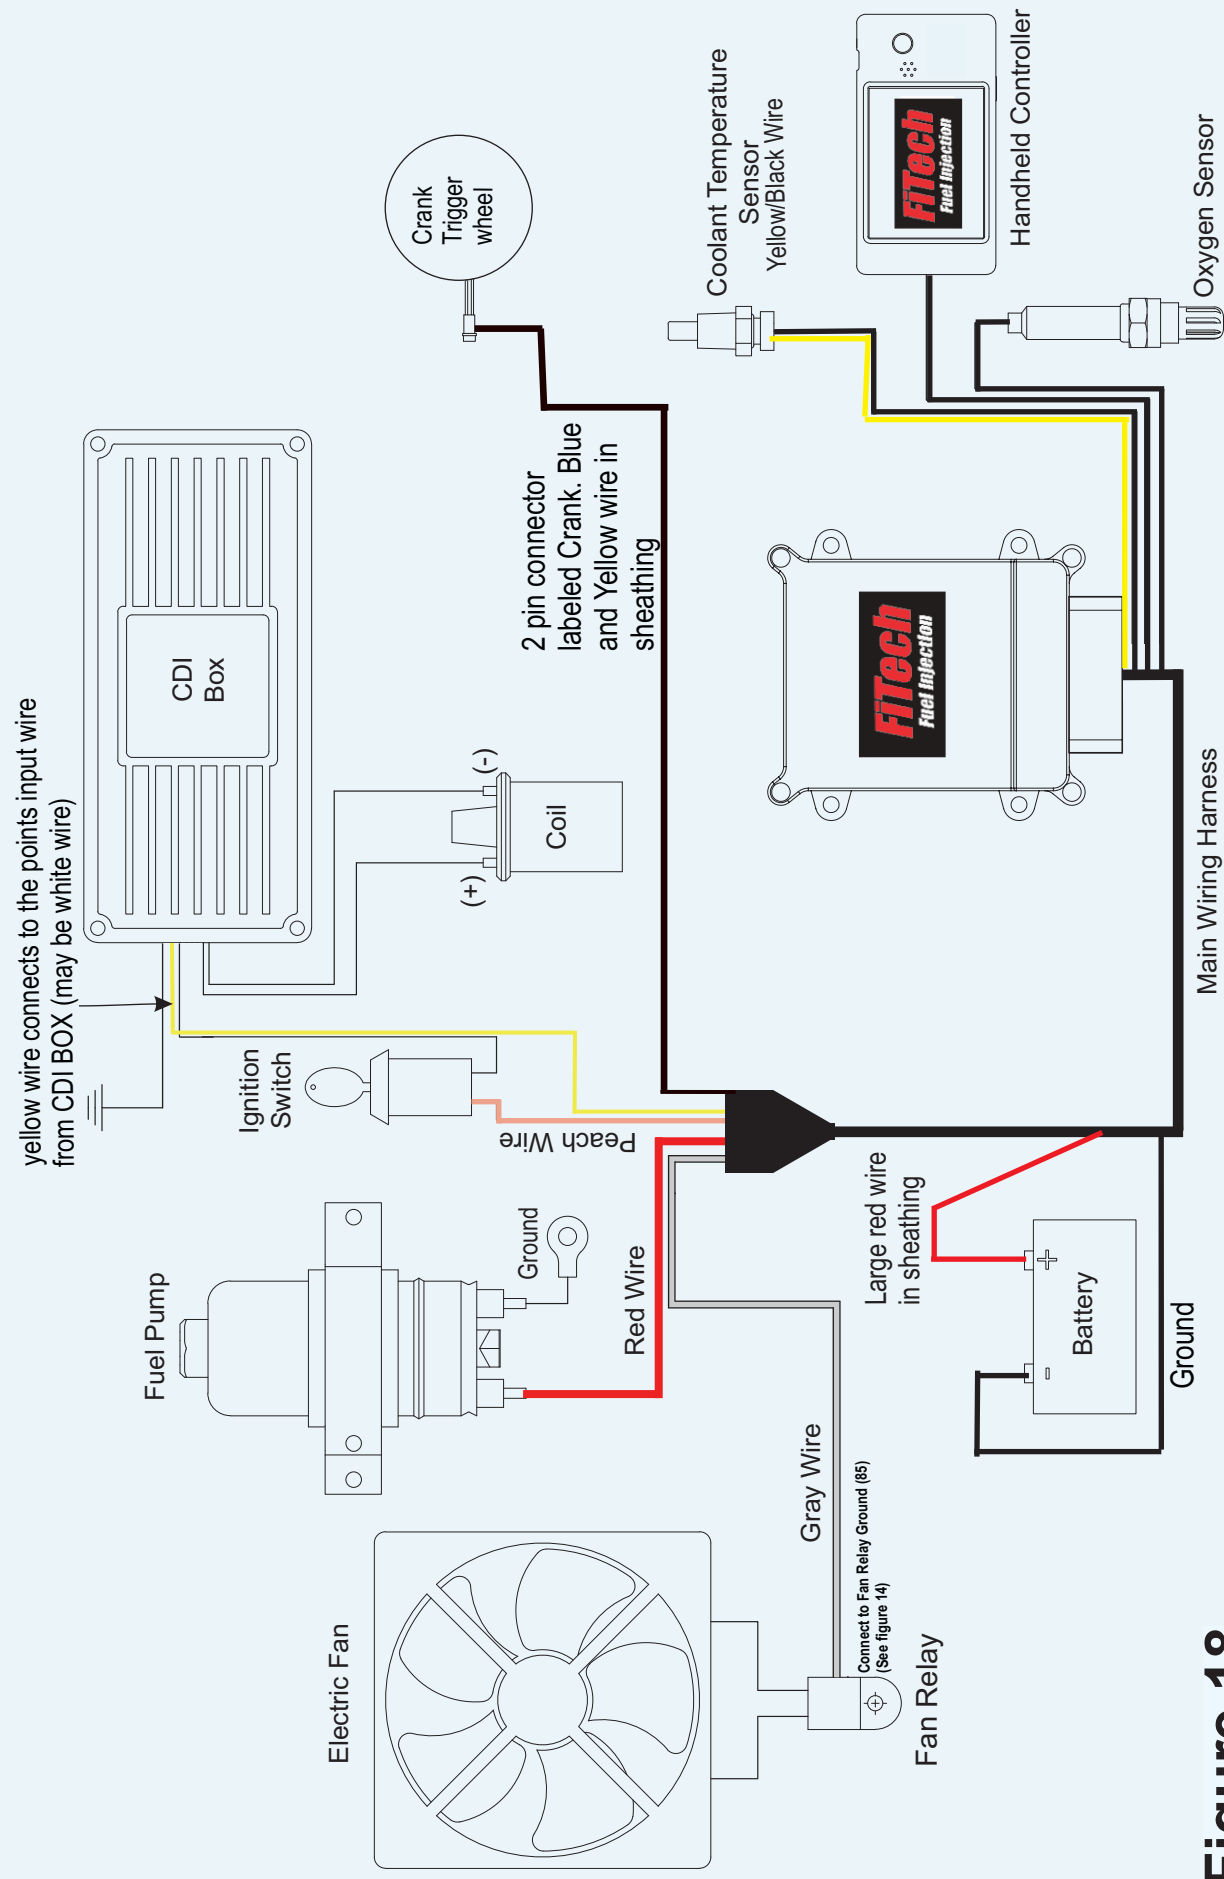 yellow wire connects to the points input wire
from CDI BOX (may be white wire)
CDI
Box
Crank
Trigger
wheel
Ignition
Switch
Peach Wire
(+)
(-)
Coil
2 pin connector
labeled Crank. Blue
and Yellow wire in
sheathing
Coolant Temperature
Sensor
Yellow/Black Wire
FiTech
Fuel Injection
Handheld Controller
Oxygen Sensor
Fuel Pump
Ground
Red Wire
FiTech
Fuel Injection
Main Wiring Harness
Large red wire
in sheathing
+
-
Battery
Ground
Electric Fan
Gray Wire
Connect to Fan Relay Ground (85)
(See figure 14)
Fan Relay
Figure 18